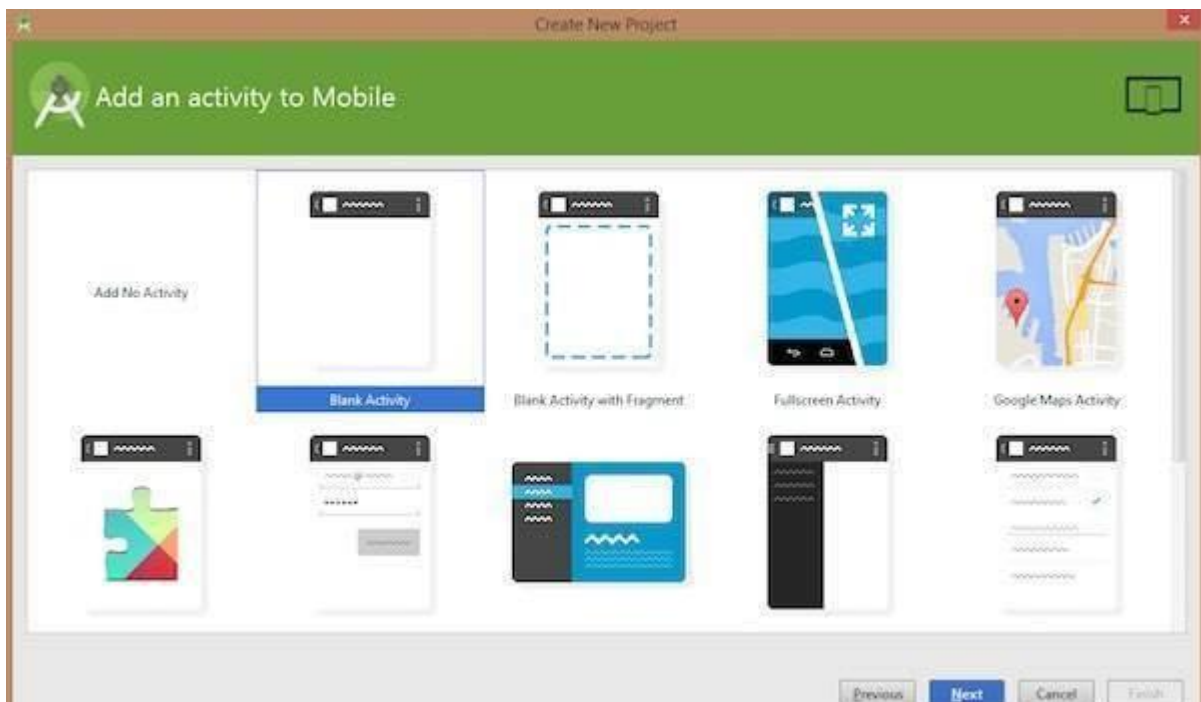 Create New Project
Add an activity to Mobile
Add No Activity
Blank Activity
Blank Activity with Fragment
Fullscreen Activity
Google Maps Activity
Previous
Next
Cancel
Finish